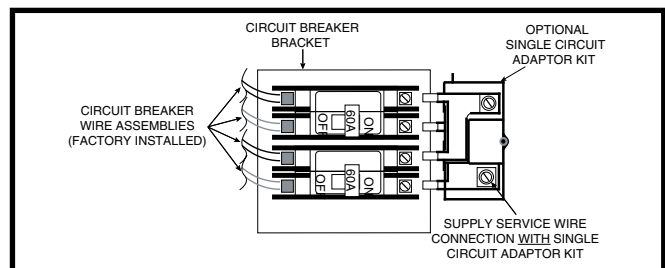 CIRCUIT BREAKER
BRACKET
OPTIONAL
SINGLE CIRCUIT
ADAPTOR KIT
CIRCUIT BREAKER
WIRE ASSEMBLIES
(FACTORY INSTALLED)
OFF
60A
ON
OFF
60A
ON
SUPPLY SERVICE WIRE
CONNECTION WITH SINGLE
CIRCUIT ADAPTOR KIT